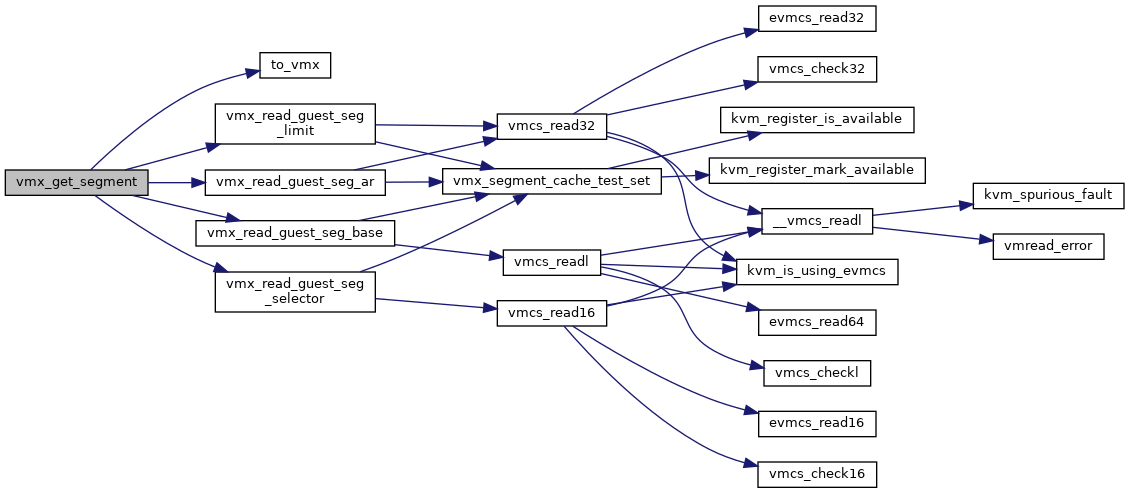 evmcs_read32
to_vmx
vmcs_check32
vmx_read_guest_seg
_limit
vmcs_read32
kvm_register_is_available
vmx_get_segment
vmx_read_guest_seg_ar
vmx_segment_cache_test_set
kvm_register_mark_available
kvm_spurious_fault
vmx_read_guest_seg_base
__vmcs_readl
vmread_error
vmcs_readl
kvm_is_using_evmcs
vmx_read_guest_seg
_selector
vmcs_read16
evmcs_read64
vmcs_checkl
evmcs_read16
vmcs_check16